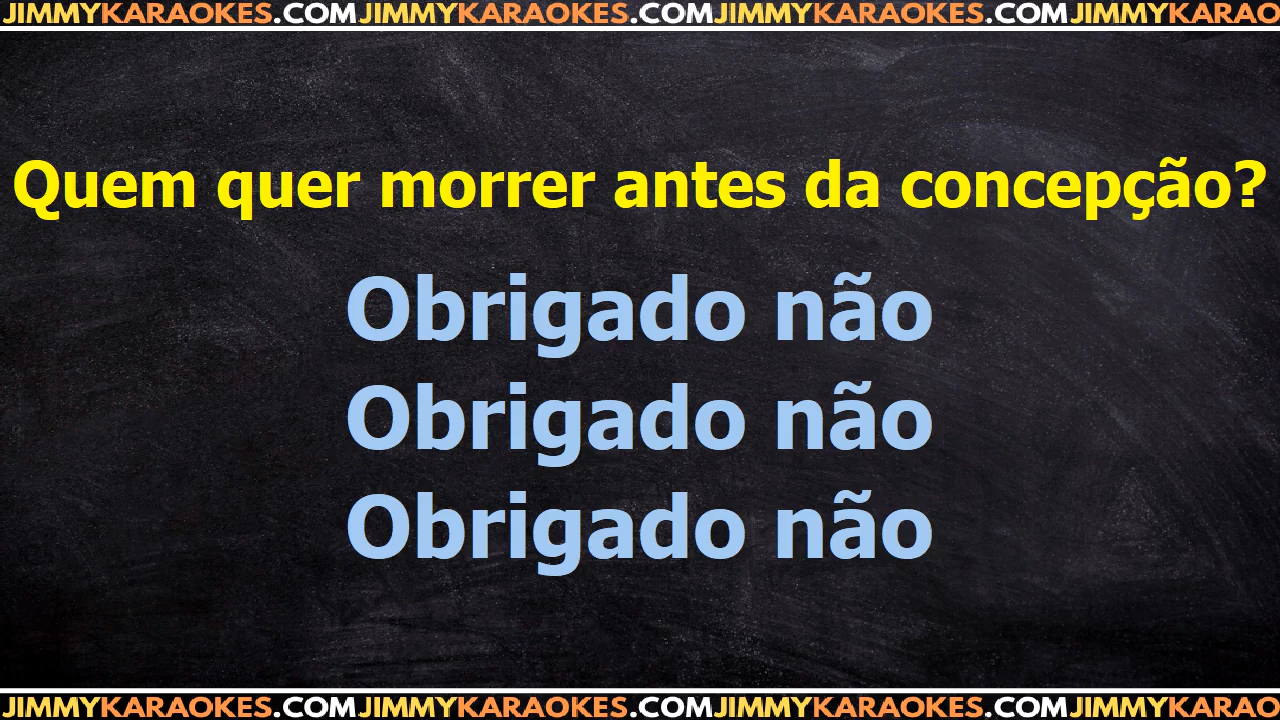 JIMMYKARAOKES.COMJIMMYKARAOKES.COMJIMMYKARAOKES.COMJIMMYKARAO
Quem quer morrer antes da concepção?
Obrigado não
Obrigado não
Obrigado não
JIMMYKARAOKES.COMJIMMYKARAOKES.COMJIMMYKARAOKES.COMJIMMYKARAO